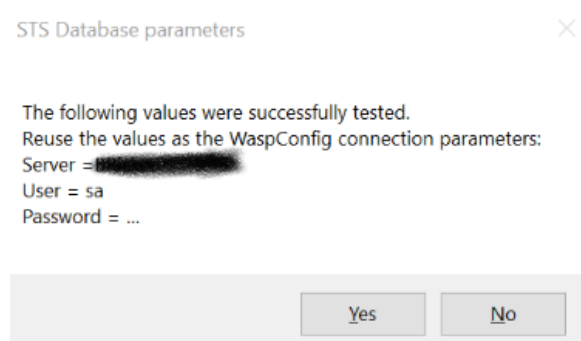 STS Database parameters
The following values were successfully tested.
Reuse the values as the WaspConfig connection parameters:
Server =
User = sa
Password = ...
Yes No